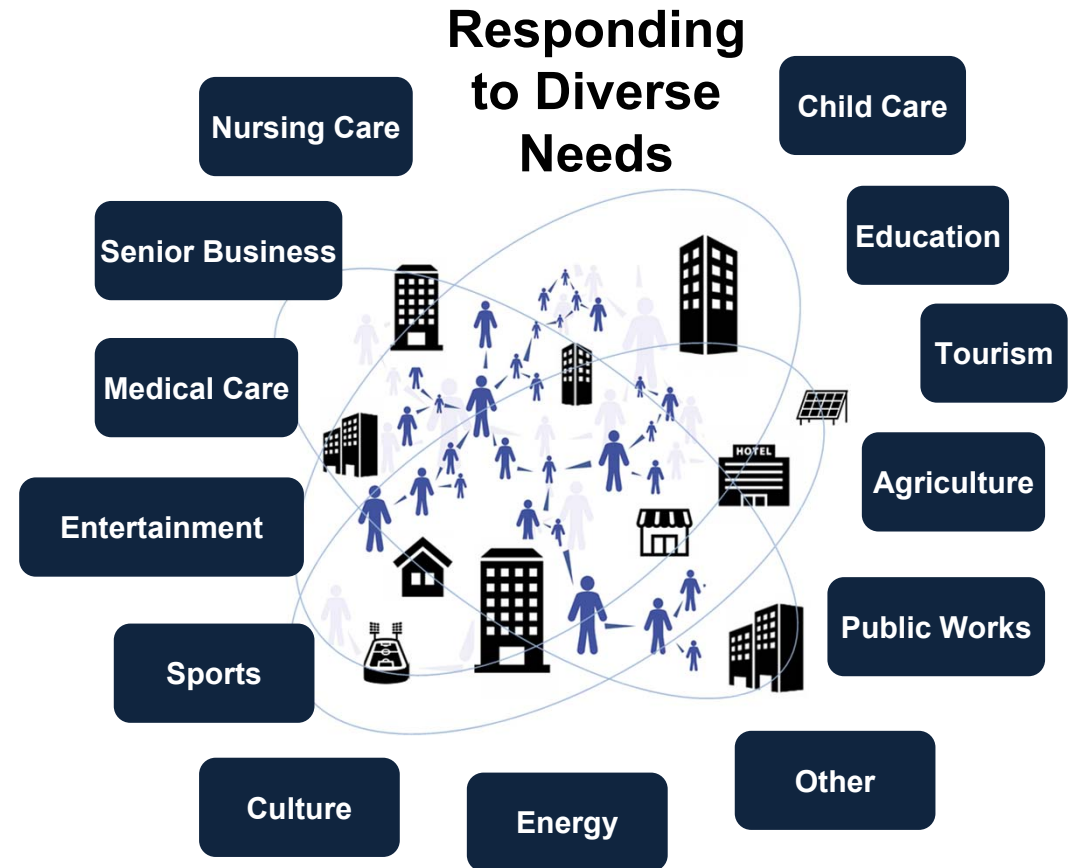 Responding
to Diverse
Needs
Nursing Care
Child Care
Senior Business
Education
Tourism
Medical Care
HOTEL
Agriculture
Entertainment
Public Works
Sports
Other
Culture
Energy